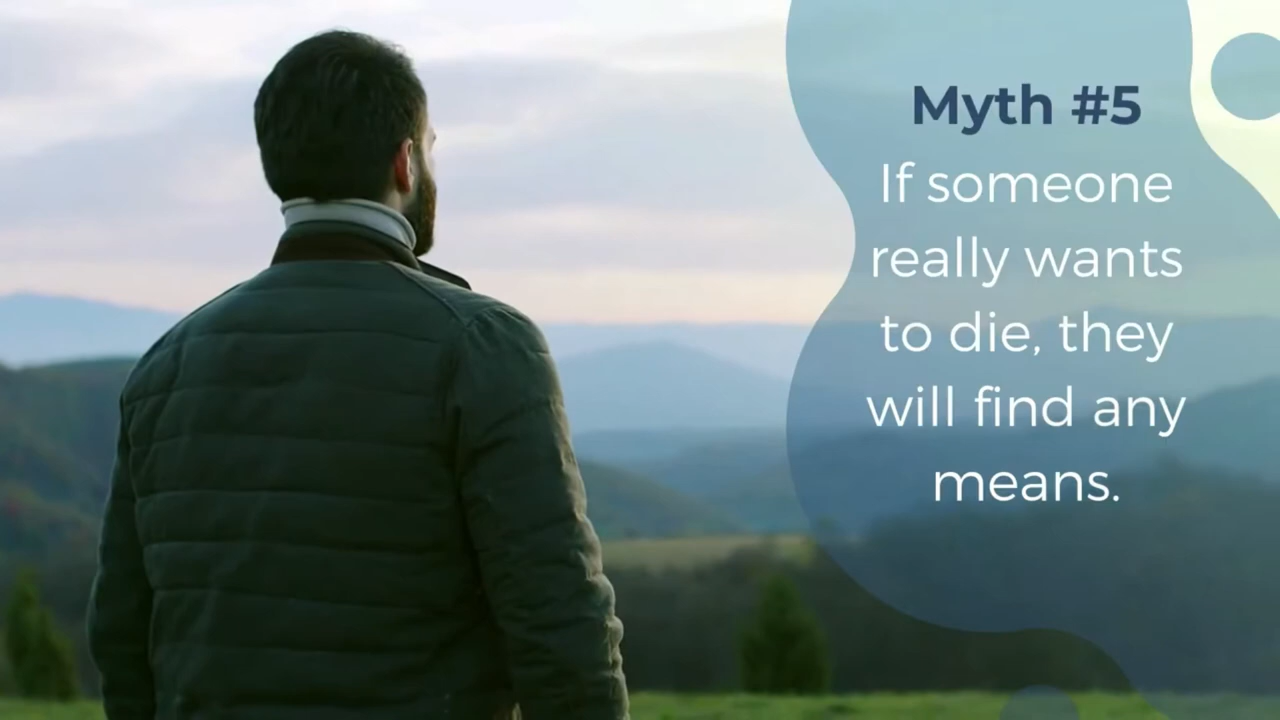 Myth #5
If someone
really wants
to die, they
will find any
means.